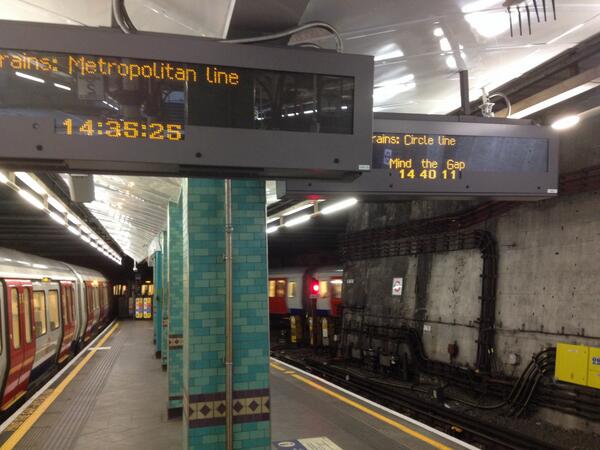 rains: Metropolitan line
14:35:25
rains: Circle line
Mind the Gap
14 40 11